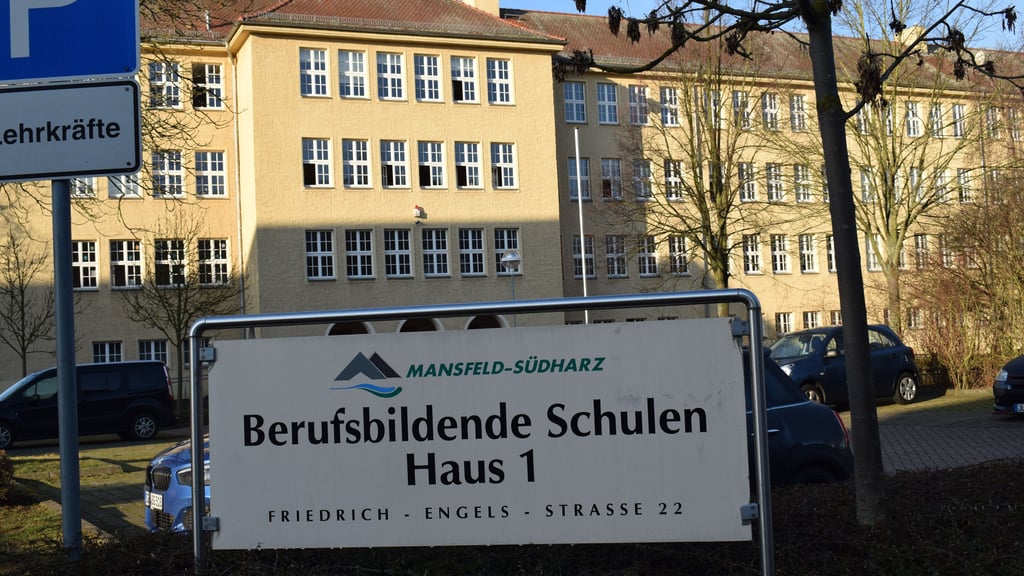 P
Lehrkräfte
MANSFELD-SÜDHARZ
Berufsbildende Schulen
Haus 1
FRIEDRICH - ENGELS - STRASSE 22